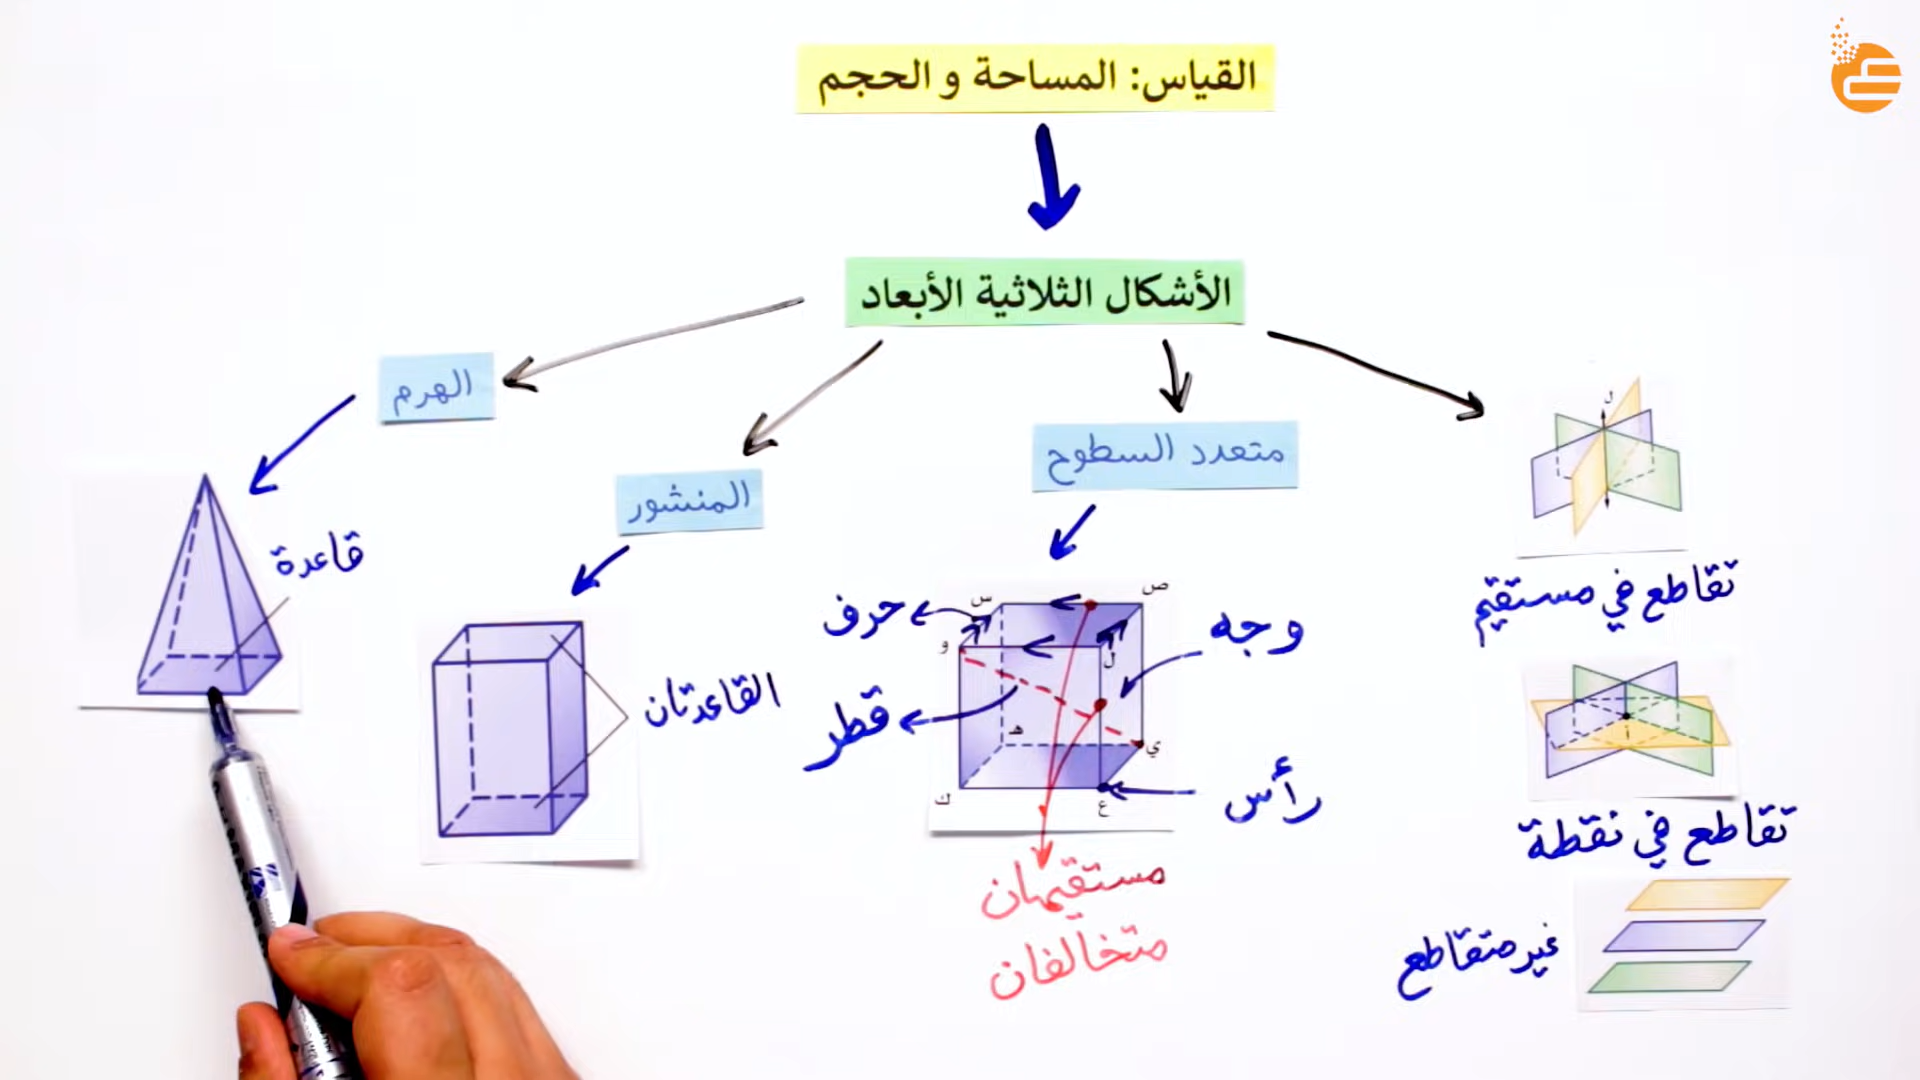 القياس: المساحة و الحجم
الأشكال الثلاثية الأبعاد
ل
تقاطع في مستقيم
تقاطع في نقطة
غير متقاطع
متعدد السطوح
ص
س
حرف
وجه
و
ل
قطر
هـ
ي
رأس
ك
ع
مستقيمان
متخالفان
المنشور
القاعدتان
الهرم
قاعدة